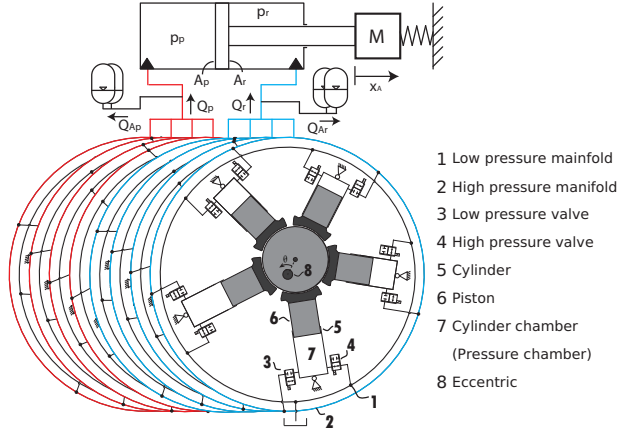 p_p
p_r
M
A_p
A_r
x_A
Q_p
Q_r
Q_Ap
Q_Ar
θ
8
6
5
7
4
3
1
2
1 Low pressure mainfold
2 High pressure manifold
3 Low pressure valve
4 High pressure valve
5 Cylinder
6 Piston
7 Cylinder chamber
(Pressure chamber)
8 Eccentric